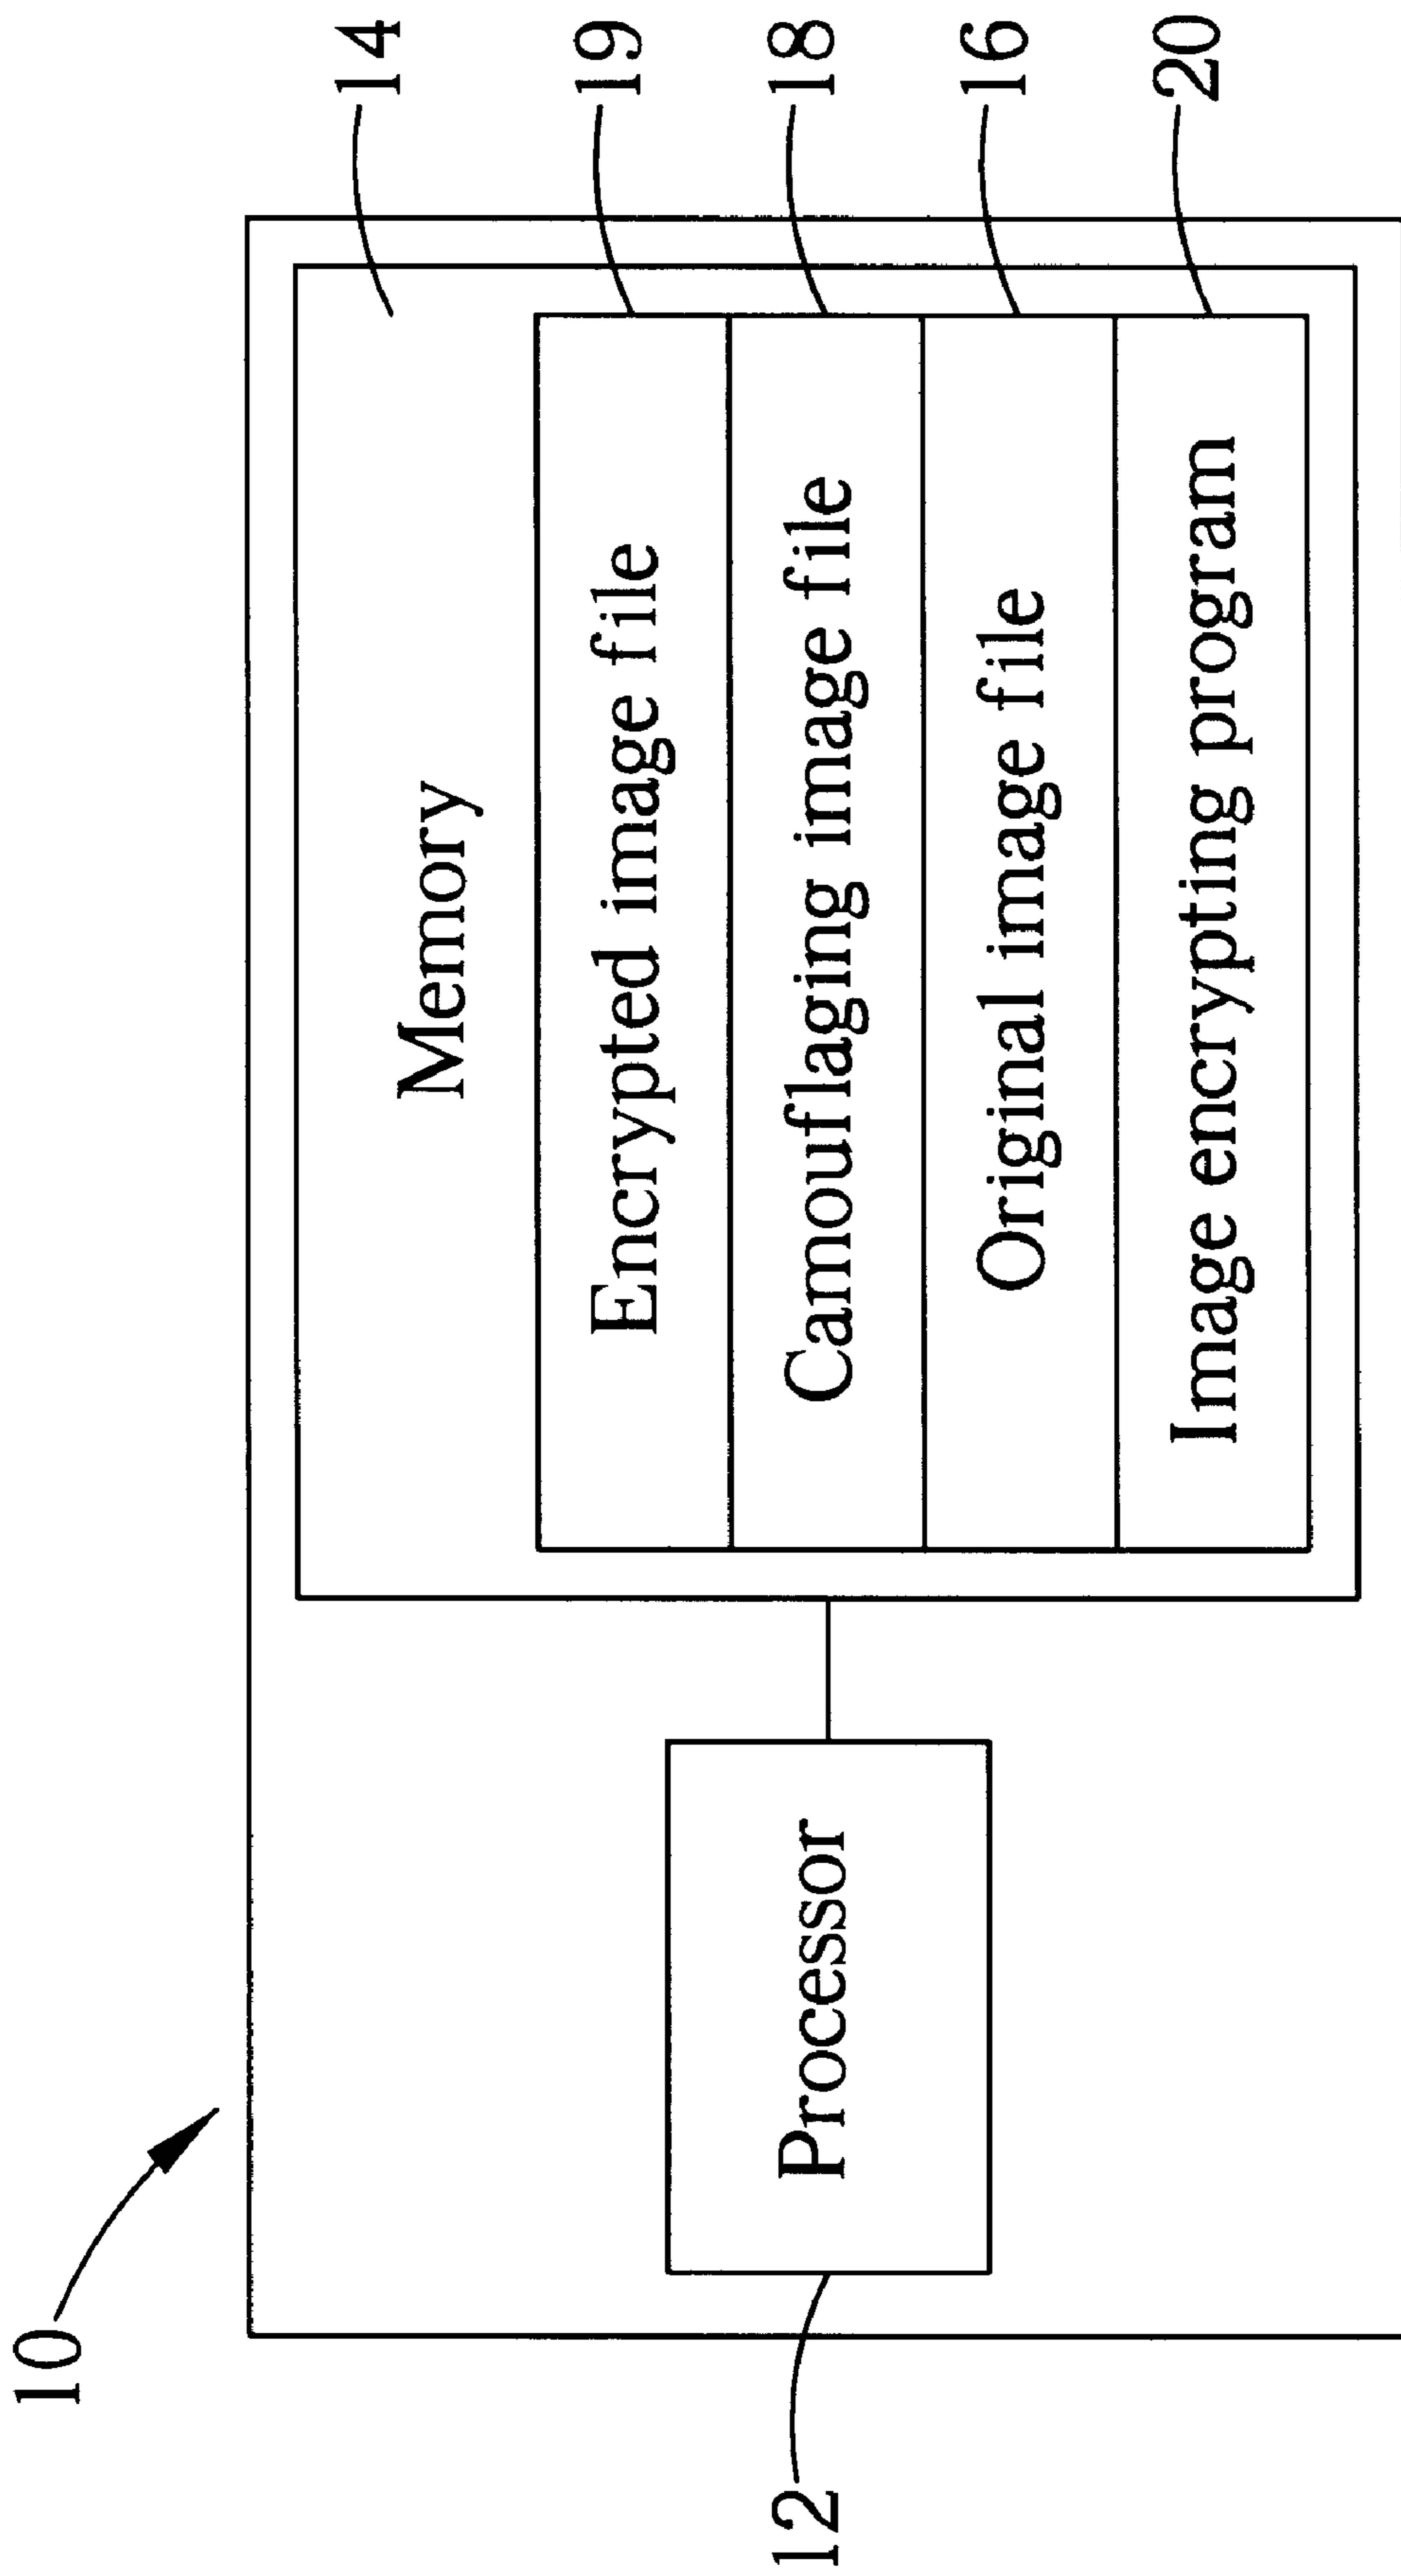 10
14
Memory
Encrypted image file
19
Camouflaging image file
18
Processor
12
Original image file
16
Image encrypting program
20